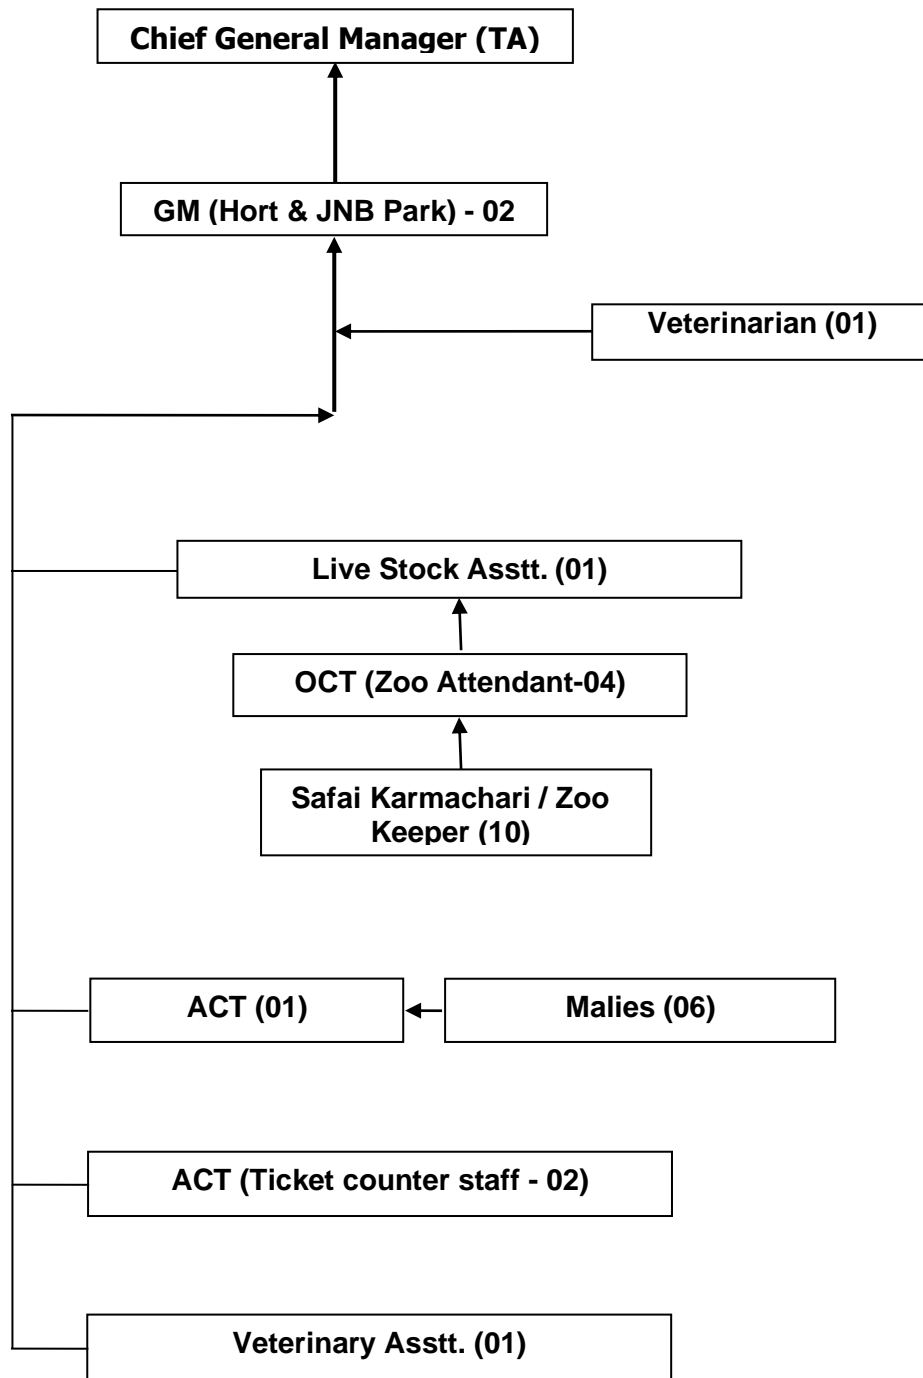 Chief General Manager (TA)
GM (Hort & JNB Park) - 02
Veterinarian (01)
Live Stock Asstt. (01)
OCT (Zoo Attendant-04)
Safai Karmachari / Zoo
Keeper (10)
ACT (01)
Malies (06)
ACT (Ticket counter staff - 02)
Veterinary Asstt. (01)